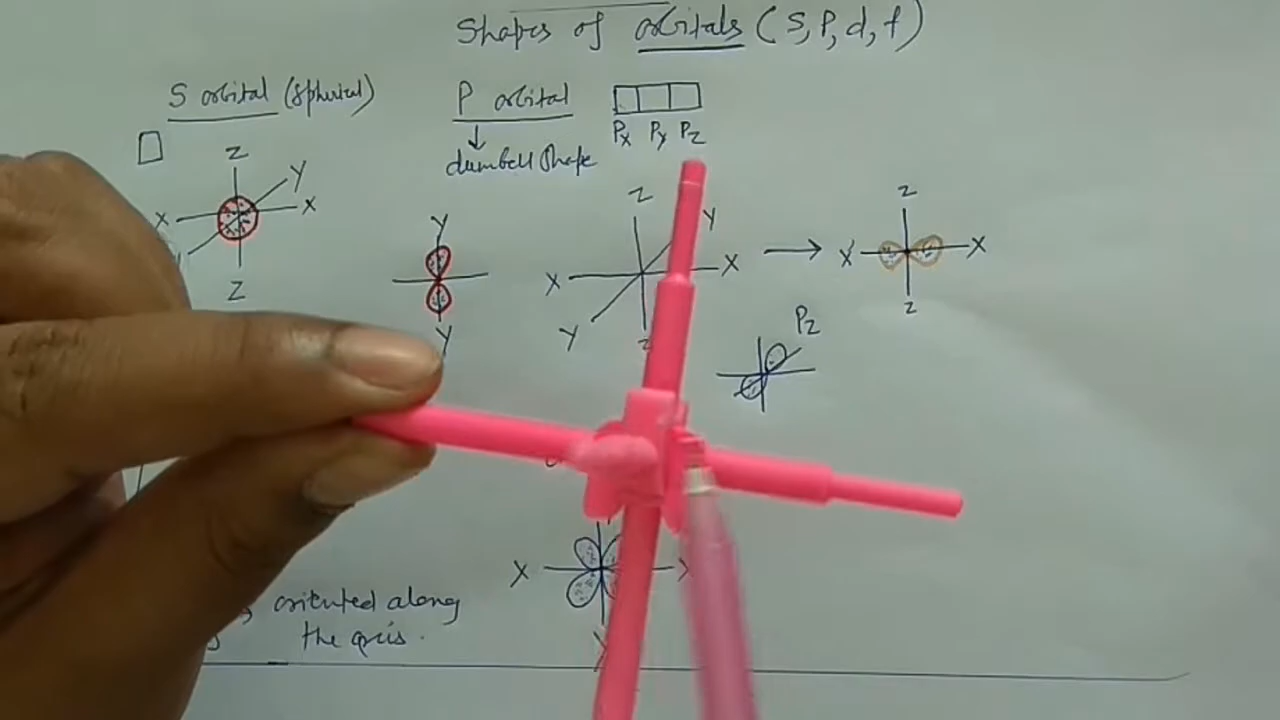 Shapes of orbitals (S, P, d, f)
S orbital (Spherical)
P orbital
Px Py Pz
dumbell Shape
Z
Y
X X
Z
Y
Y
Z
Y
X X
Y
Z
Z
X' X
Z
Pz
X X
Y
oriented along
the axis.